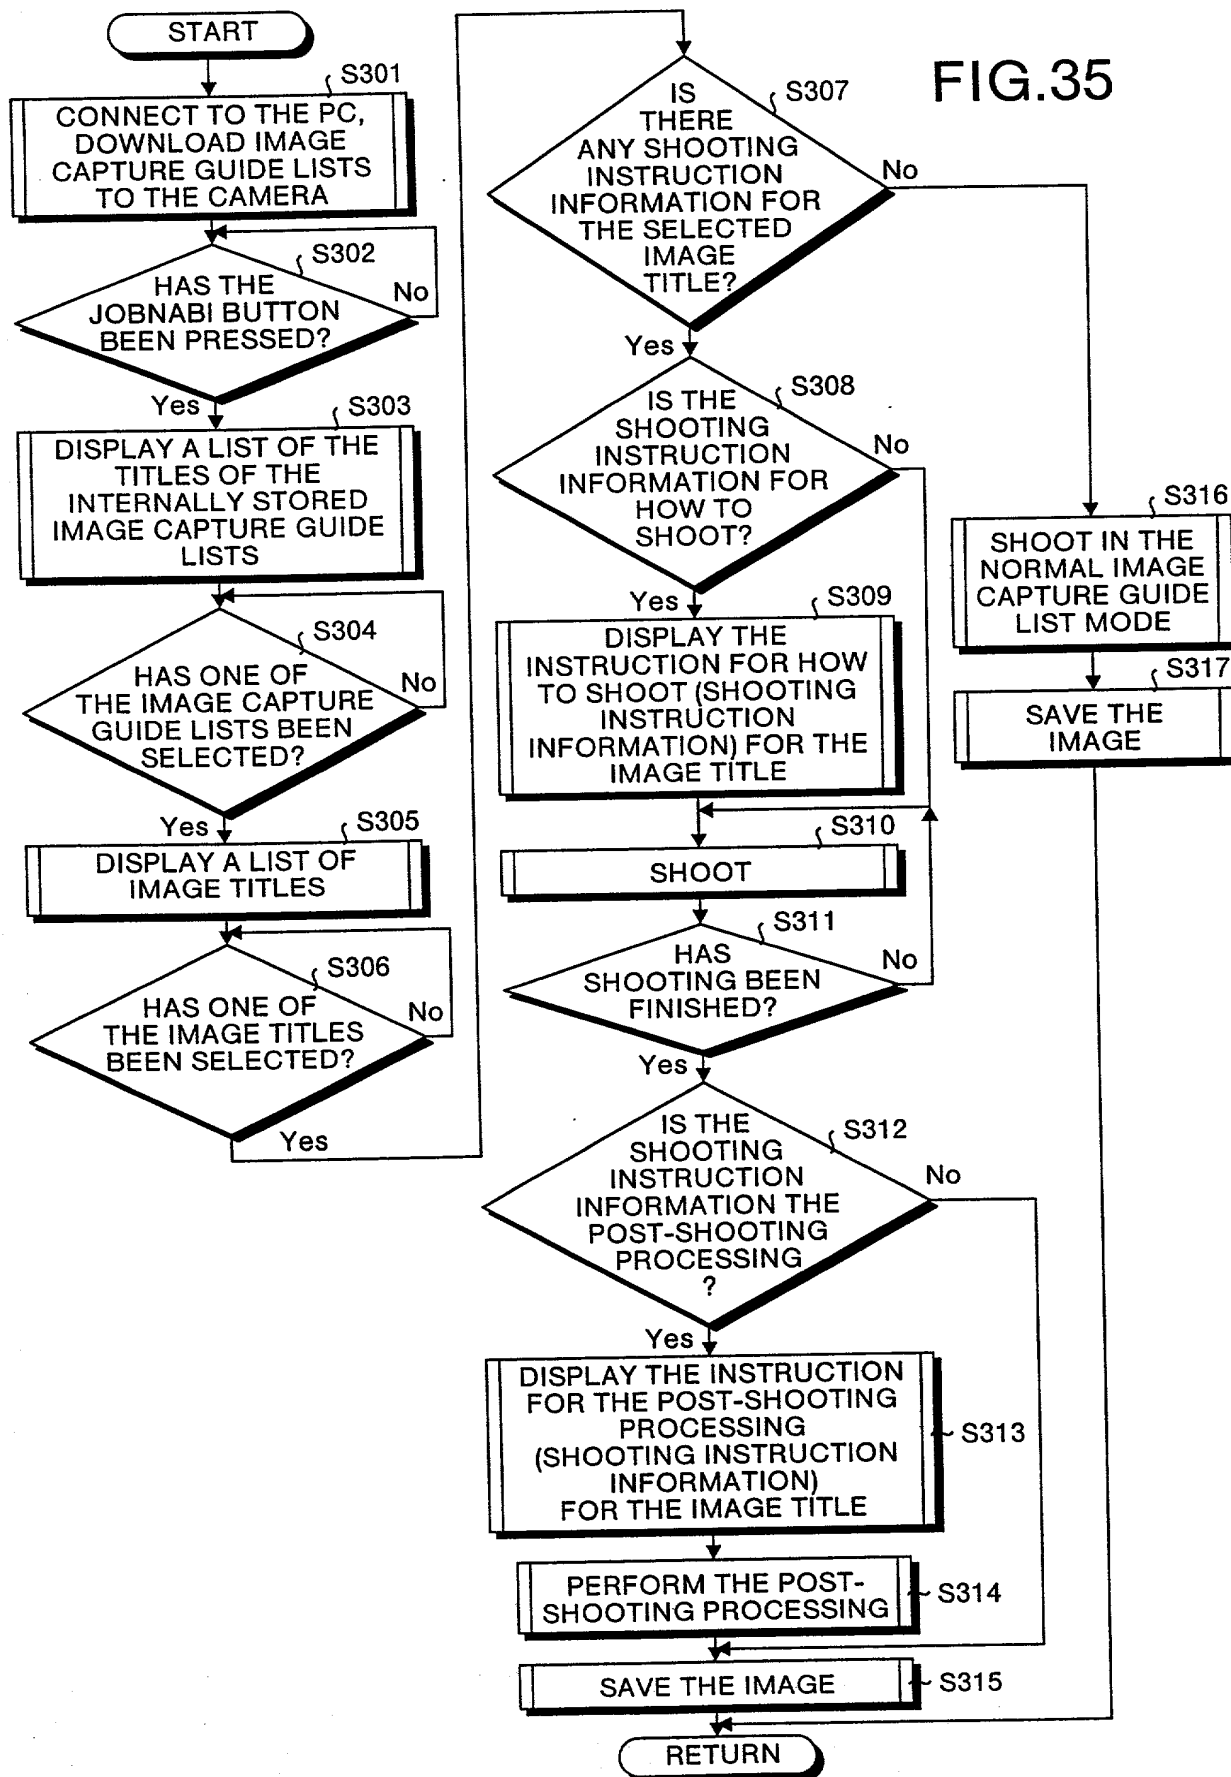 START
S301
CONNECT TO THE PC,
DOWNLOAD IMAGE
CAPTURE GUIDE LISTS
TO THE CAMERA
S302
HAS THE
JOBNABI BUTTON
BEEN PRESSED?
No
Yes
S303
DISPLAY A LIST OF THE
TITLES OF THE
INTERNALLY STORED
IMAGE CAPTURE GUIDE
LISTS
S304
HAS ONE OF
THE IMAGE CAPTURE
GUIDE LISTS BEEN
SELECTED?
No
Yes
S305
DISPLAY A LIST OF
IMAGE TITLES
S306
HAS ONE OF
THE IMAGE TITLES
BEEN SELECTED?
No
Yes
FIG.35
S307
IS
THERE
ANY SHOOTING
INSTRUCTION
INFORMATION FOR
THE SELECTED
IMAGE
TITLE?
No
Yes
S308
IS THE
SHOOTING
INSTRUCTION
INFORMATION FOR
HOW TO
SHOOT?
No
Yes
S309
DISPLAY THE
INSTRUCTION FOR HOW
TO SHOOT (SHOOTING
INSTRUCTION
INFORMATION) FOR THE
IMAGE TITLE
S310
SHOOT
S311
HAS
SHOOTING BEEN
FINISHED?
No
Yes
S312
IS THE
SHOOTING
INSTRUCTION
INFORMATION THE
POST-SHOOTING
PROCESSING
?
No
Yes
DISPLAY THE INSTRUCTION
FOR THE POST-SHOOTING
PROCESSING
(SHOOTING INSTRUCTION
INFORMATION)
FOR THE IMAGE TITLE
S313
PERFORM THE POST-
SHOOTING PROCESSING
S314
SAVE THE IMAGE
S315
RETURN
S316
SHOOT IN THE
NORMAL IMAGE
CAPTURE GUIDE
LIST MODE
S317
SAVE THE
IMAGE